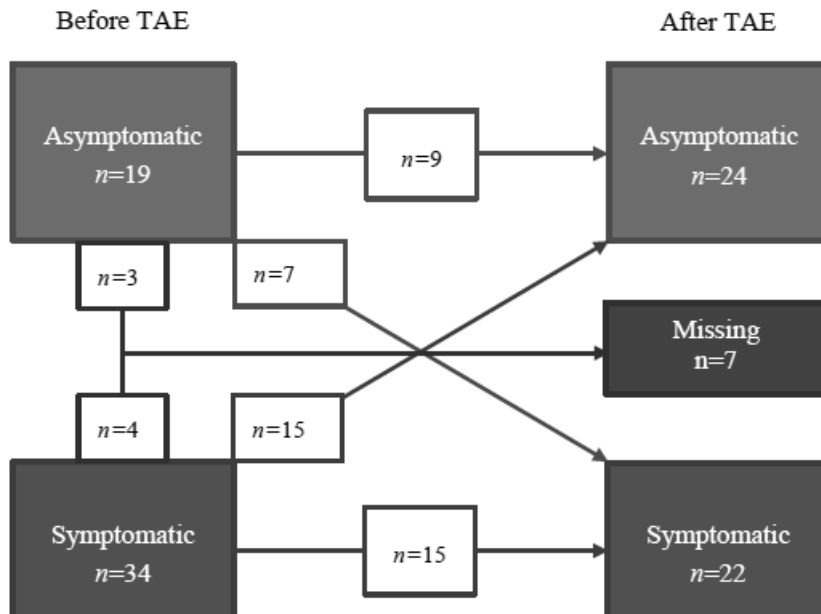 Before TAE
After TAE
Asymptomatic
n=19
n=9
Asymptomatic
n=24
n=3
n=7
Missing
n=7
n=4
n=15
Symptomatic
n=34
n=15
Symptomatic
n=22